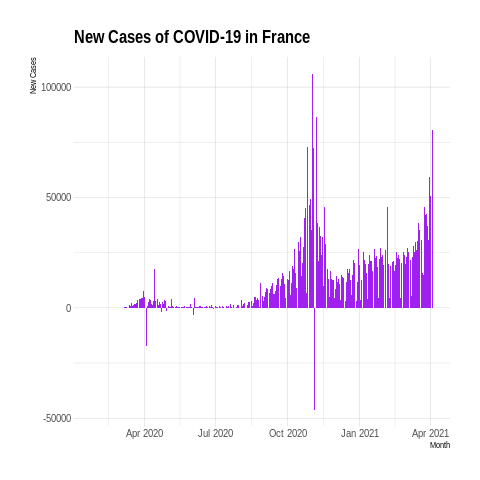 New Cases of COVID-19 in France
New Cases
100000
50000
0
-50000
Apr 2020
Jul 2020
Oct 2020
Jan 2021
Apr 2021
Month